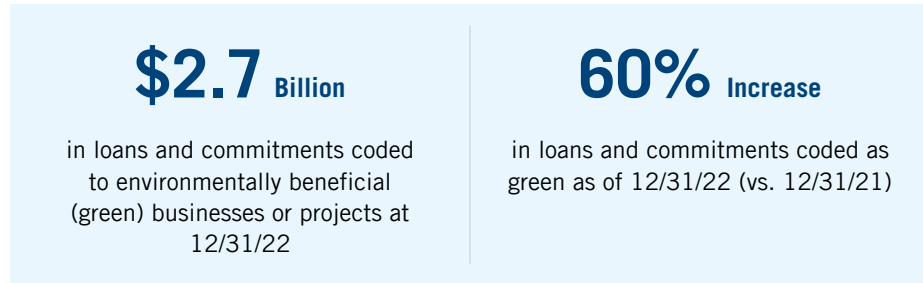 $2.7 Billion
in loans and commitments coded
to environmentally beneficial
(green) businesses or projects at
12/31/22
60% Increase
in loans and commitments coded as
green as of 12/31/22 (vs. 12/31/21)